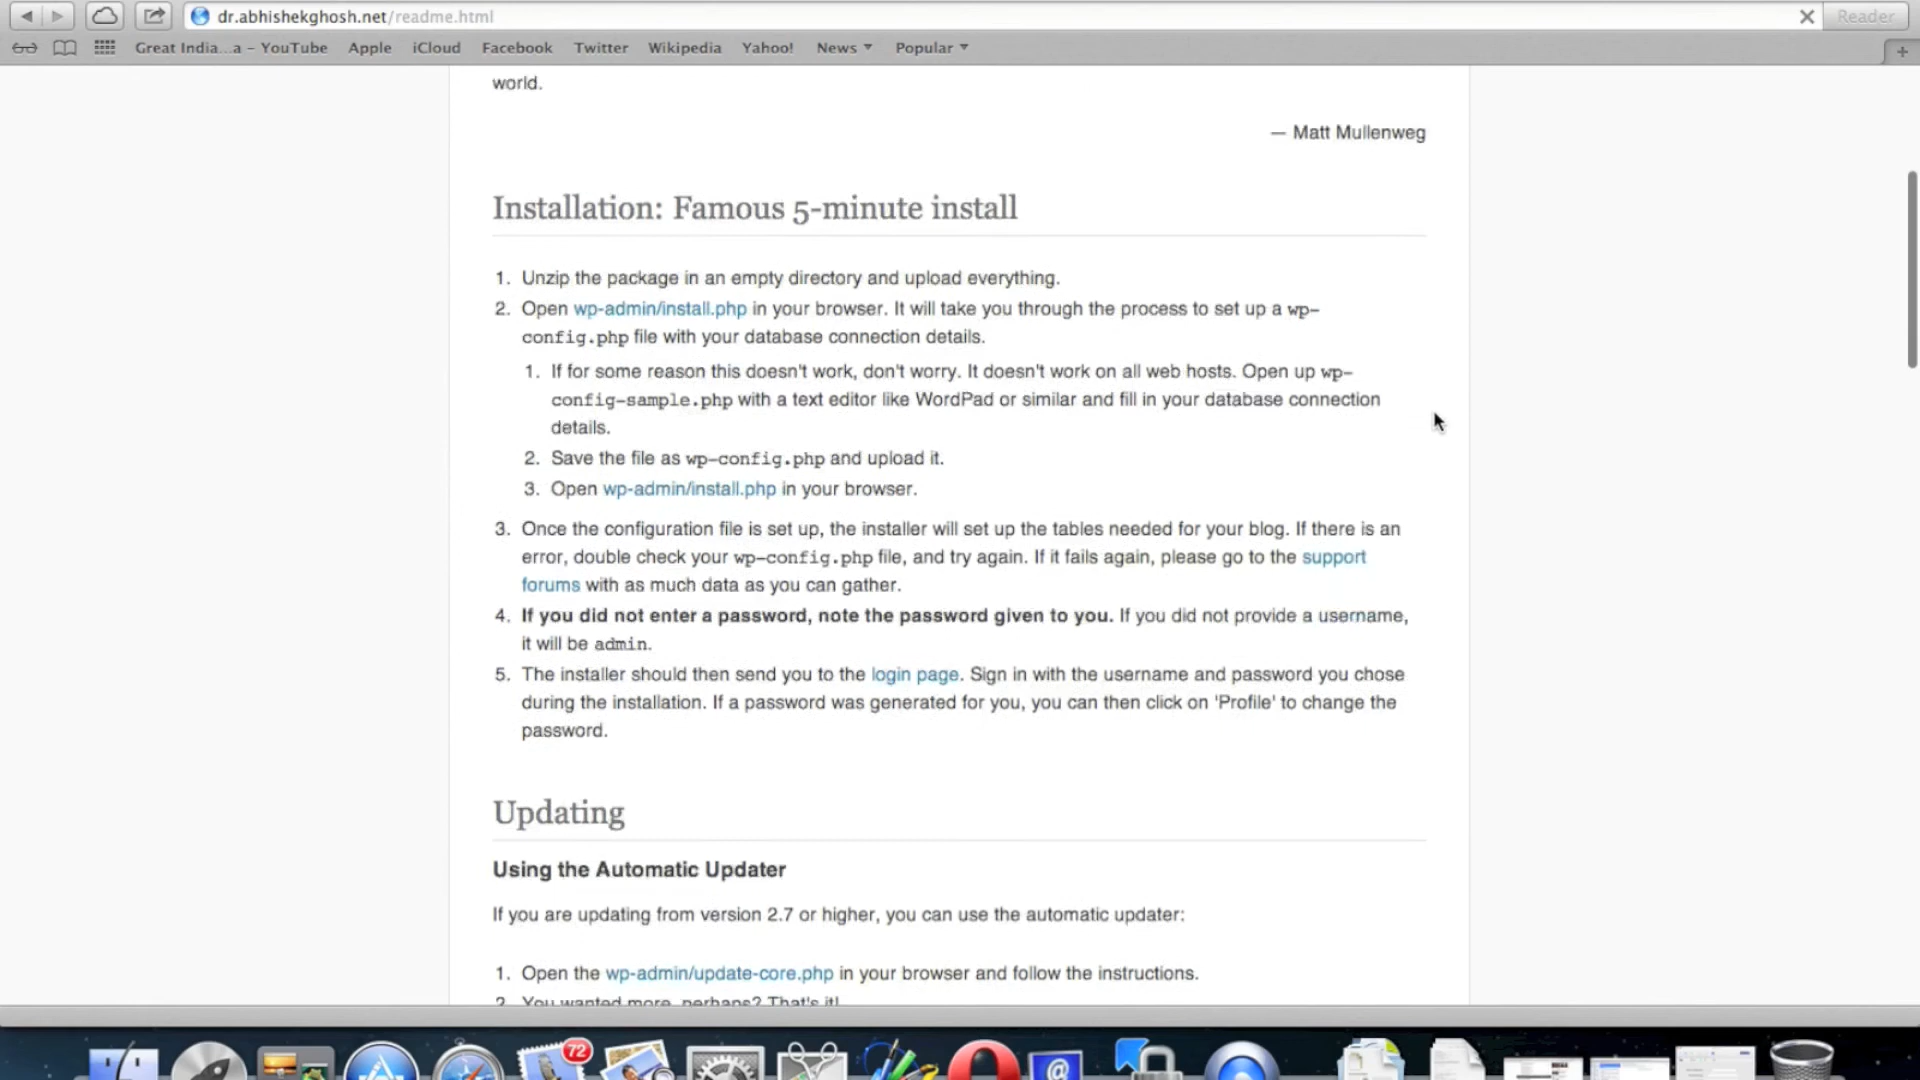 dr.abhishekghosh.net/readme.html
Reader
Great India...a – YouTube Apple iCloud Facebook Twitter Wikipedia Yahoo! News Popular
world.
— Matt Mullenweg
Installation: Famous 5-minute install
1. Unzip the package in an empty directory and upload everything.
2. Open wp-admin/install.php in your browser. It will take you through the process to set up a wp-
config.php file with your database connection details.
1. If for some reason this doesn't work, don't worry. It doesn't work on all web hosts. Open up wp-
config-sample.php with a text editor like WordPad or similar and fill in your database connection
details.
2. Save the file as wp-config.php and upload it.
3. Open wp-admin/install.php in your browser.
3. Once the configuration file is set up, the installer will set up the tables needed for your blog. If there is an
error, double check your wp-config.php file, and try again. If it fails again, please go to the support
forums with as much data as you can gather.
4. If you did not enter a password, note the password given to you. If you did not provide a username,
it will be admin.
5. The installer should then send you to the login page. Sign in with the username and password you chose
during the installation. If a password was generated for you, you can then click on 'Profile' to change the
password.
Updating
Using the Automatic Updater
If you are updating from version 2.7 or higher, you can use the automatic updater:
1. Open the wp-admin/update-core.php in your browser and follow the instructions.
2. You wanted more, perhaps? That's it!
72
@